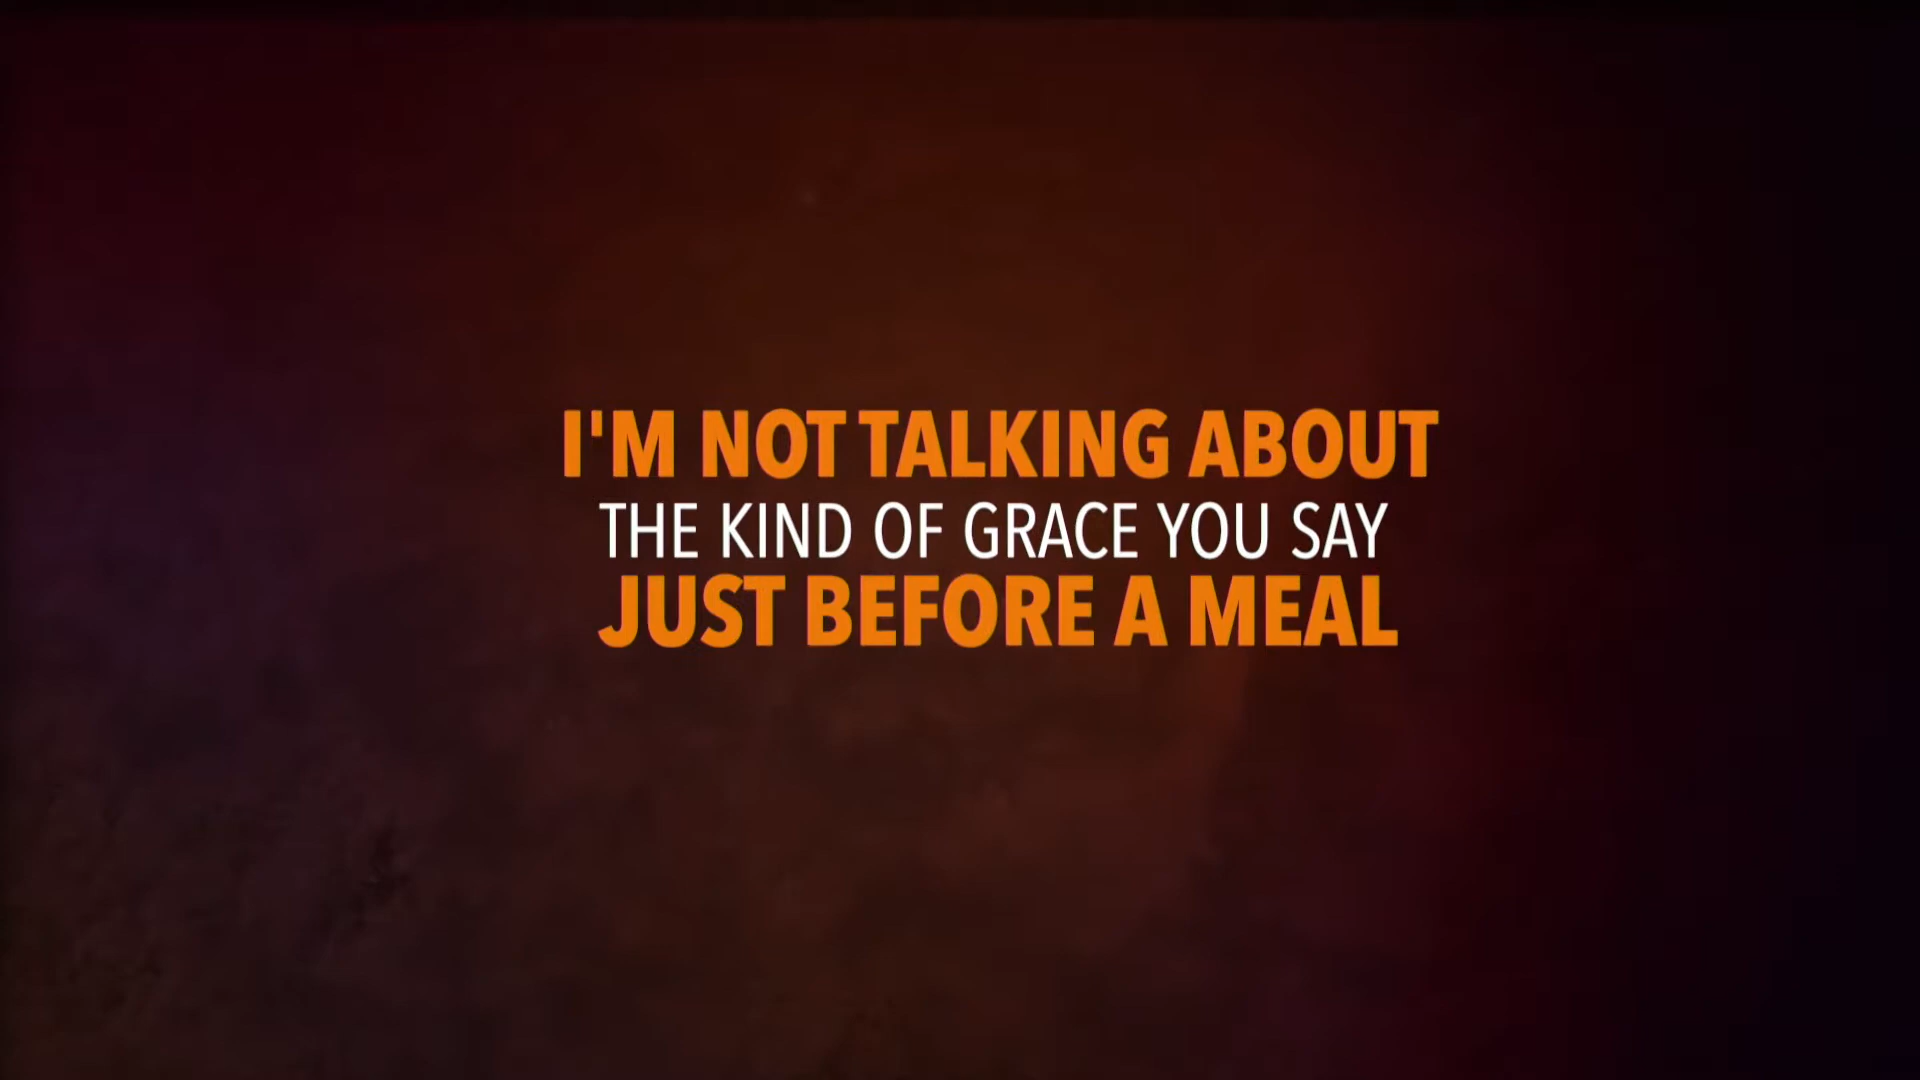 I'M NOT TALKING ABOUT
THE KIND OF GRACE YOU SAY
JUST BEFORE A MEAL